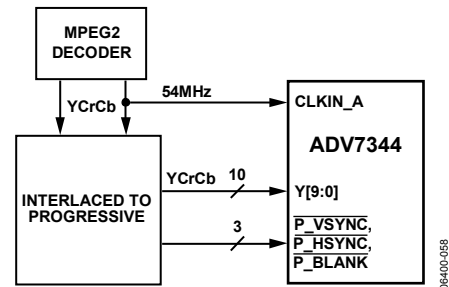 MPEG2
DECODER
YCrCb
54MHz
CLKIN_A
ADV7344
INTERLACED TO
PROGRESSIVE
YCrCb
10
Y[9:0]
3
P_VSYNC,
P_HSYNC,
P_BLANK
06400-058